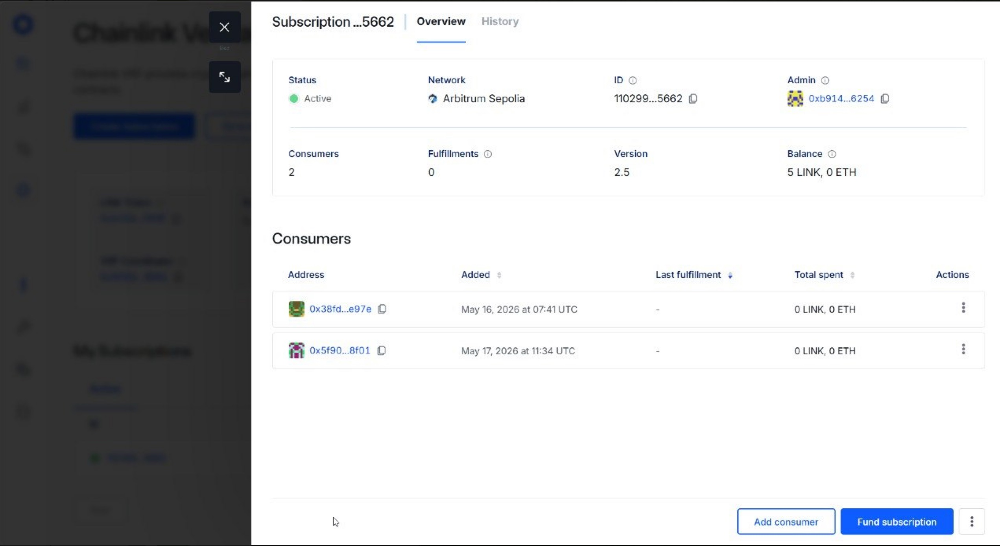 Subscription ...5662
Overview
History
Esc
Status
Active
Network
Arbitrum Sepolia
ID
110299...5662
Admin
0xb914...6254
Consumers
2
Fulfillments
0
Version
2.5
Balance
5 LINK, 0 ETH
Consumers
Address Added Last fulfillment Total spent Actions
0x38fd...e97e May 16, 2026 at 07:41 UTC - 0 LINK, 0 ETH
0x5f90...8f01 May 17, 2026 at 11:34 UTC - 0 LINK, 0 ETH
Add consumer
Fund subscription
Chainlink
My Subscriptions
Active